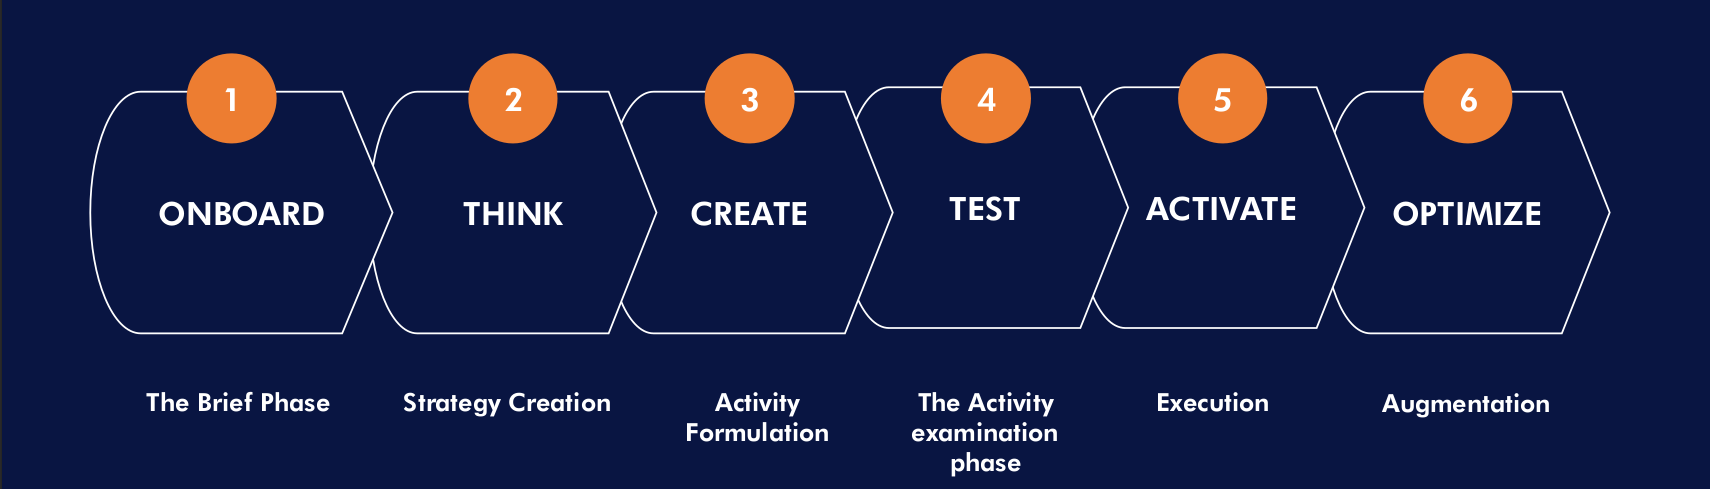 1
2
3
4
5
6
ONBOARD
THINK
CREATE
TEST
ACTIVATE
OPTIMIZE
The Brief Phase
Strategy Creation
Activity
Formulation
The Activity
examination
phase
Execution
Augmentation